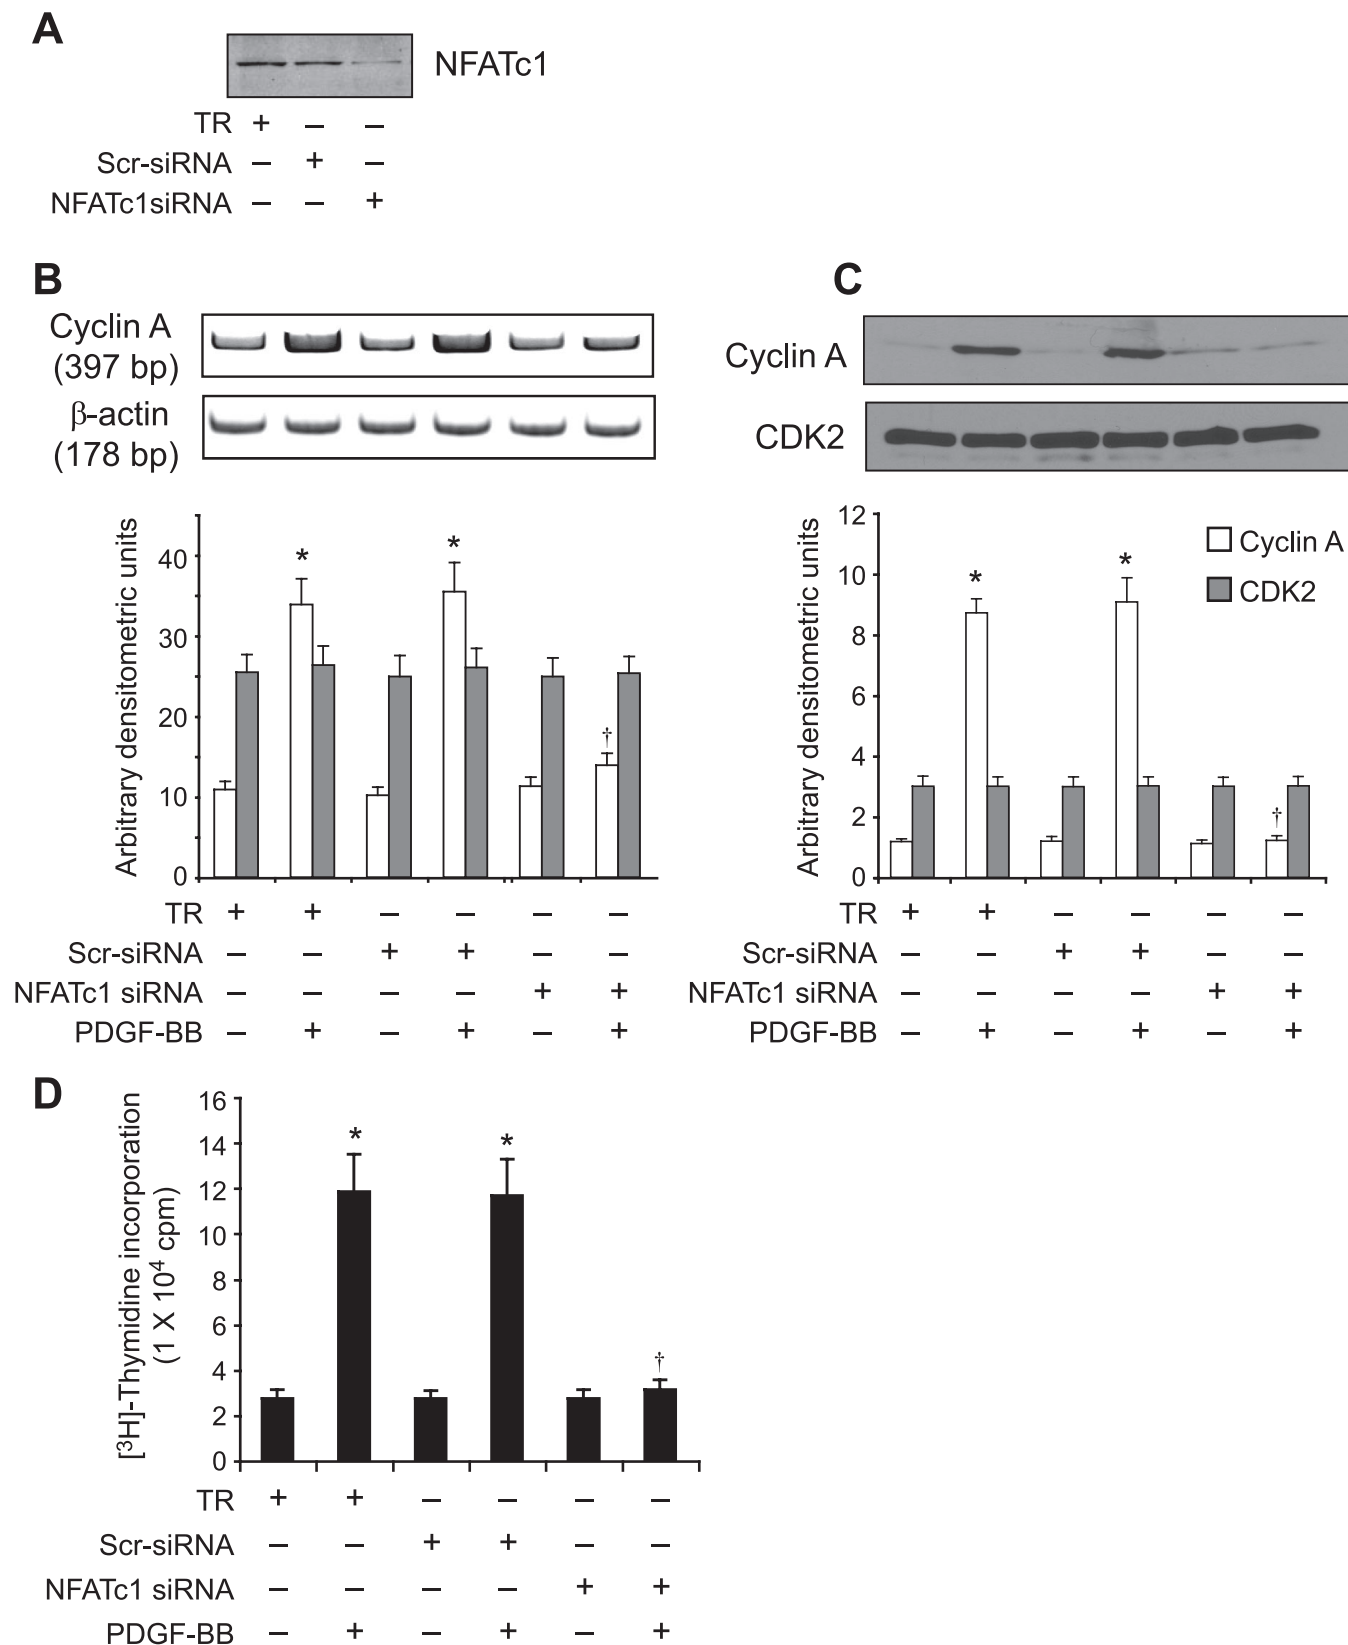 A
NFATc1
TR + – –
Scr-siRNA – + –
NFATc1siRNA – – +
B
Cyclin A
(397 bp)
β-actin
(178 bp)
Arbitrary densitometric units
40
30
20
10
0
* * †
TR + + – – – –
Scr-siRNA – – + + – –
NFATc1 siRNA – – – – + +
PDGF-BB – + – + – +
C
Cyclin A
CDK2
Arbitrary densitometric units
12
10
8
6
4
2
0
* * †
Cyclin A
CDK2
TR + + – – – –
Scr-siRNA – – + + – –
NFATc1 siRNA – – – – + +
PDGF-BB – + – + – +
D
[³H]-Thymidine incorporation
(1 X 10⁴ cpm)
16
14
12
10
8
6
4
2
0
* * †
TR + + – – – –
Scr-siRNA – – + + – –
NFATc1 siRNA – – – – + +
PDGF-BB – + – + – +